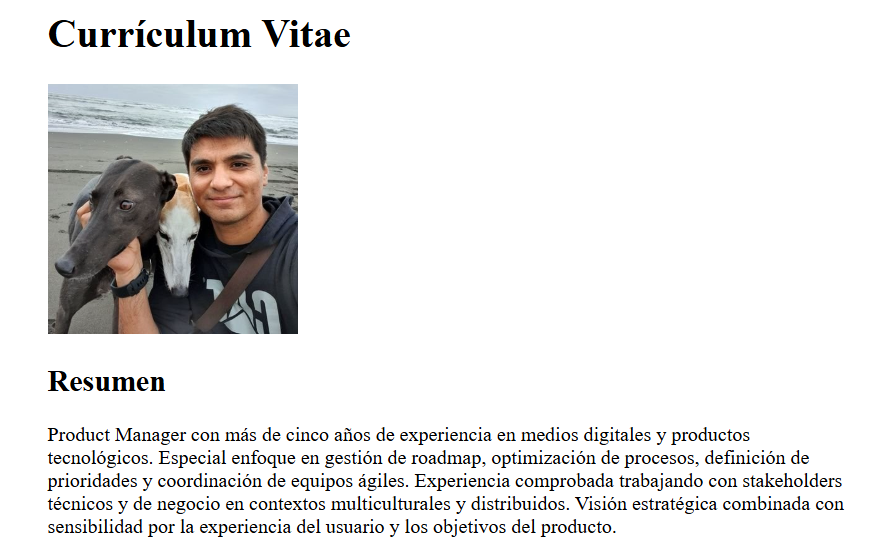 Currículum Vitae
Resumen
Product Manager con más de cinco años de experiencia en medios digitales y productos
tecnológicos. Especial enfoque en gestión de roadmap, optimización de procesos, definición de
prioridades y coordinación de equipos ágiles. Experiencia comprobada trabajando con stakeholders
técnicos y de negocio en contextos multiculturales y distribuidos. Visión estratégica combinada con
sensibilidad por la experiencia del usuario y los objetivos del producto.